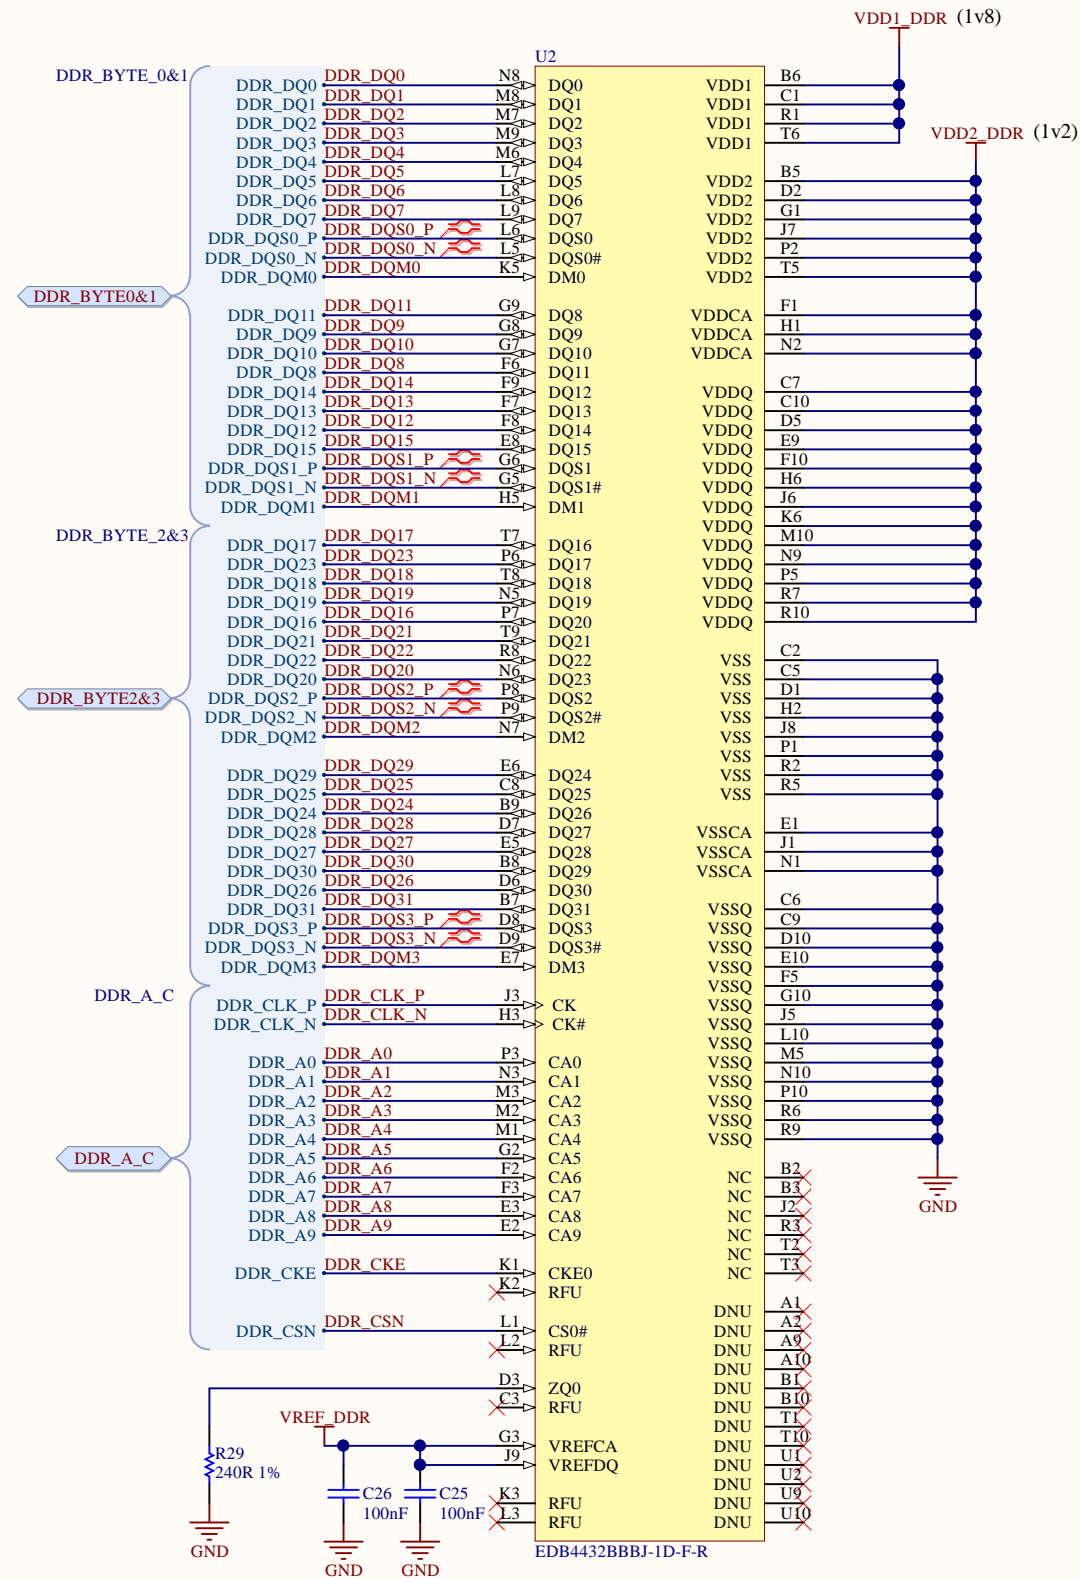 VDD1_DDR (1v8)
VDD2_DDR (1v2)
U2
DDR_BYTE_0&1
DDR_DQ0 DDR_DQ0 N8 DQ0 VDD1 B6
DDR_DQ1 DDR_DQ1 M8 DQ1 VDD1 C1
DDR_DQ2 DDR_DQ2 M7 DQ2 VDD1 R1
DDR_DQ3 DDR_DQ3 M9 DQ3 VDD1 T6
DDR_DQ4 DDR_DQ4 M6 DQ4
DDR_DQ5 DDR_DQ5 L7 DQ5 VDD2 B5
DDR_DQ6 DDR_DQ6 L8 DQ6 VDD2 D2
DDR_DQ7 DDR_DQ7 L9 DQ7 VDD2 G1
DDR_DQS0_P DDR_DQS0_P L6 DQS0 VDD2 J7
DDR_DQS0_N DDR_DQS0_N L5 DQS0# VDD2 P2
DDR_DQM0 DDR_DQM0 K5 DM0 VDD2 T5
DDR_BYTE0&1
DDR_DQ11 DDR_DQ11 G9 DQ8 VDDCA F1
DDR_DQ9 DDR_DQ9 G8 DQ9 VDDCA H1
DDR_DQ10 DDR_DQ10 G7 DQ10 VDDCA N2
DDR_DQ8 DDR_DQ8 F6 DQ11
DDR_DQ14 DDR_DQ14 F9 DQ12 VDDQ C7
DDR_DQ13 DDR_DQ13 F7 DQ13 VDDQ C10
DDR_DQ12 DDR_DQ12 F8 DQ14 VDDQ D5
DDR_DQ15 DDR_DQ15 E8 DQ15 VDDQ E9
DDR_DQS1_P DDR_DQS1_P G6 DQS1 VDDQ F10
DDR_DQS1_N DDR_DQS1_N G5 DQS1# VDDQ H6
DDR_DQM1 DDR_DQM1 H5 DM1 VDDQ J6
VDDQ K6
DDR_BYTE_2&3
DDR_DQ17 DDR_DQ17 T7 DQ16 VDDQ M10
DDR_DQ23 DDR_DQ23 P6 DQ17 VDDQ N9
DDR_DQ18 DDR_DQ18 T8 DQ18 VDDQ P5
DDR_DQ19 DDR_DQ19 N5 DQ19 VDDQ R7
DDR_DQ16 DDR_DQ16 P7 DQ20 VDDQ R10
DDR_DQ21 DDR_DQ21 T9 DQ21
DDR_DQ22 DDR_DQ22 R8 DQ22 VSS C2
DDR_DQ20 DDR_DQ20 N6 DQ23 VSS C5
DDR_DQS2_P DDR_DQS2_P P8 DQS2 VSS D1
DDR_BYTE2&3
DDR_DQS2_N DDR_DQS2_N P9 DQS2# VSS H2
DDR_DQM2 DDR_DQM2 N7 DM2 VSS J8
VSS P1
DDR_DQ29 DDR_DQ29 E6 DQ24 VSS R2
DDR_DQ25 DDR_DQ25 C8 DQ25 VSS R5
DDR_DQ24 DDR_DQ24 B9 DQ26
DDR_DQ28 DDR_DQ28 D7 DQ27 VSSCA E1
DDR_DQ27 DDR_DQ27 E5 DQ28 VSSCA J1
DDR_DQ30 DDR_DQ30 B8 DQ29 VSSCA N1
DDR_DQ26 DDR_DQ26 D6 DQ30
DDR_DQ31 DDR_DQ31 B7 DQ31 VSSQ C6
DDR_DQS3_P DDR_DQS3_P D8 DQS3 VSSQ C9
DDR_DQS3_N DDR_DQS3_N D9 DQS3# VSSQ D10
DDR_DQM3 DDR_DQM3 E7 DM3 VSSQ E10
VSSQ F5
DDR_A_C
DDR_CLK_P DDR_CLK_P J3 CK VSSQ G10
DDR_CLK_N DDR_CLK_N H3 CK# VSSQ J5
VSSQ L10
DDR_A0 DDR_A0 P3 CA0 VSSQ M5
DDR_A1 DDR_A1 N3 CA1 VSSQ N10
DDR_A2 DDR_A2 M3 CA2 VSSQ P10
DDR_A3 DDR_A3 M2 CA3 VSSQ R6
DDR_A4 DDR_A4 M1 CA4 VSSQ R9
DDR_A_C
DDR_A5 DDR_A5 G2 CA5
DDR_A6 DDR_A6 F2 CA6 NC B2
DDR_A7 DDR_A7 F3 CA7 NC B3
GND
DDR_A8 DDR_A8 E3 CA8 NC J2
DDR_A9 DDR_A9 E2 CA9 NC R3
NC T2
DDR_CKE DDR_CKE K1 CKE0 NC T3
K2 RFU
DNU A1
DDR_CSN DDR_CSN L1 CS0# DNU A2
L2 RFU DNU A9
DNU A10
D3 ZQ0 DNU B1
C3 RFU DNU B10
VREF_DDR
DNU T1
G3 VREFCA DNU T10
R29
240R 1%
J9 VREFDQ DNU U1
DNU U2
C26
100nF
C25
100nF
K3 RFU DNU U9
L3 RFU DNU U10
GND
GND
GND
EDB4432BBBJ-1D-F-R